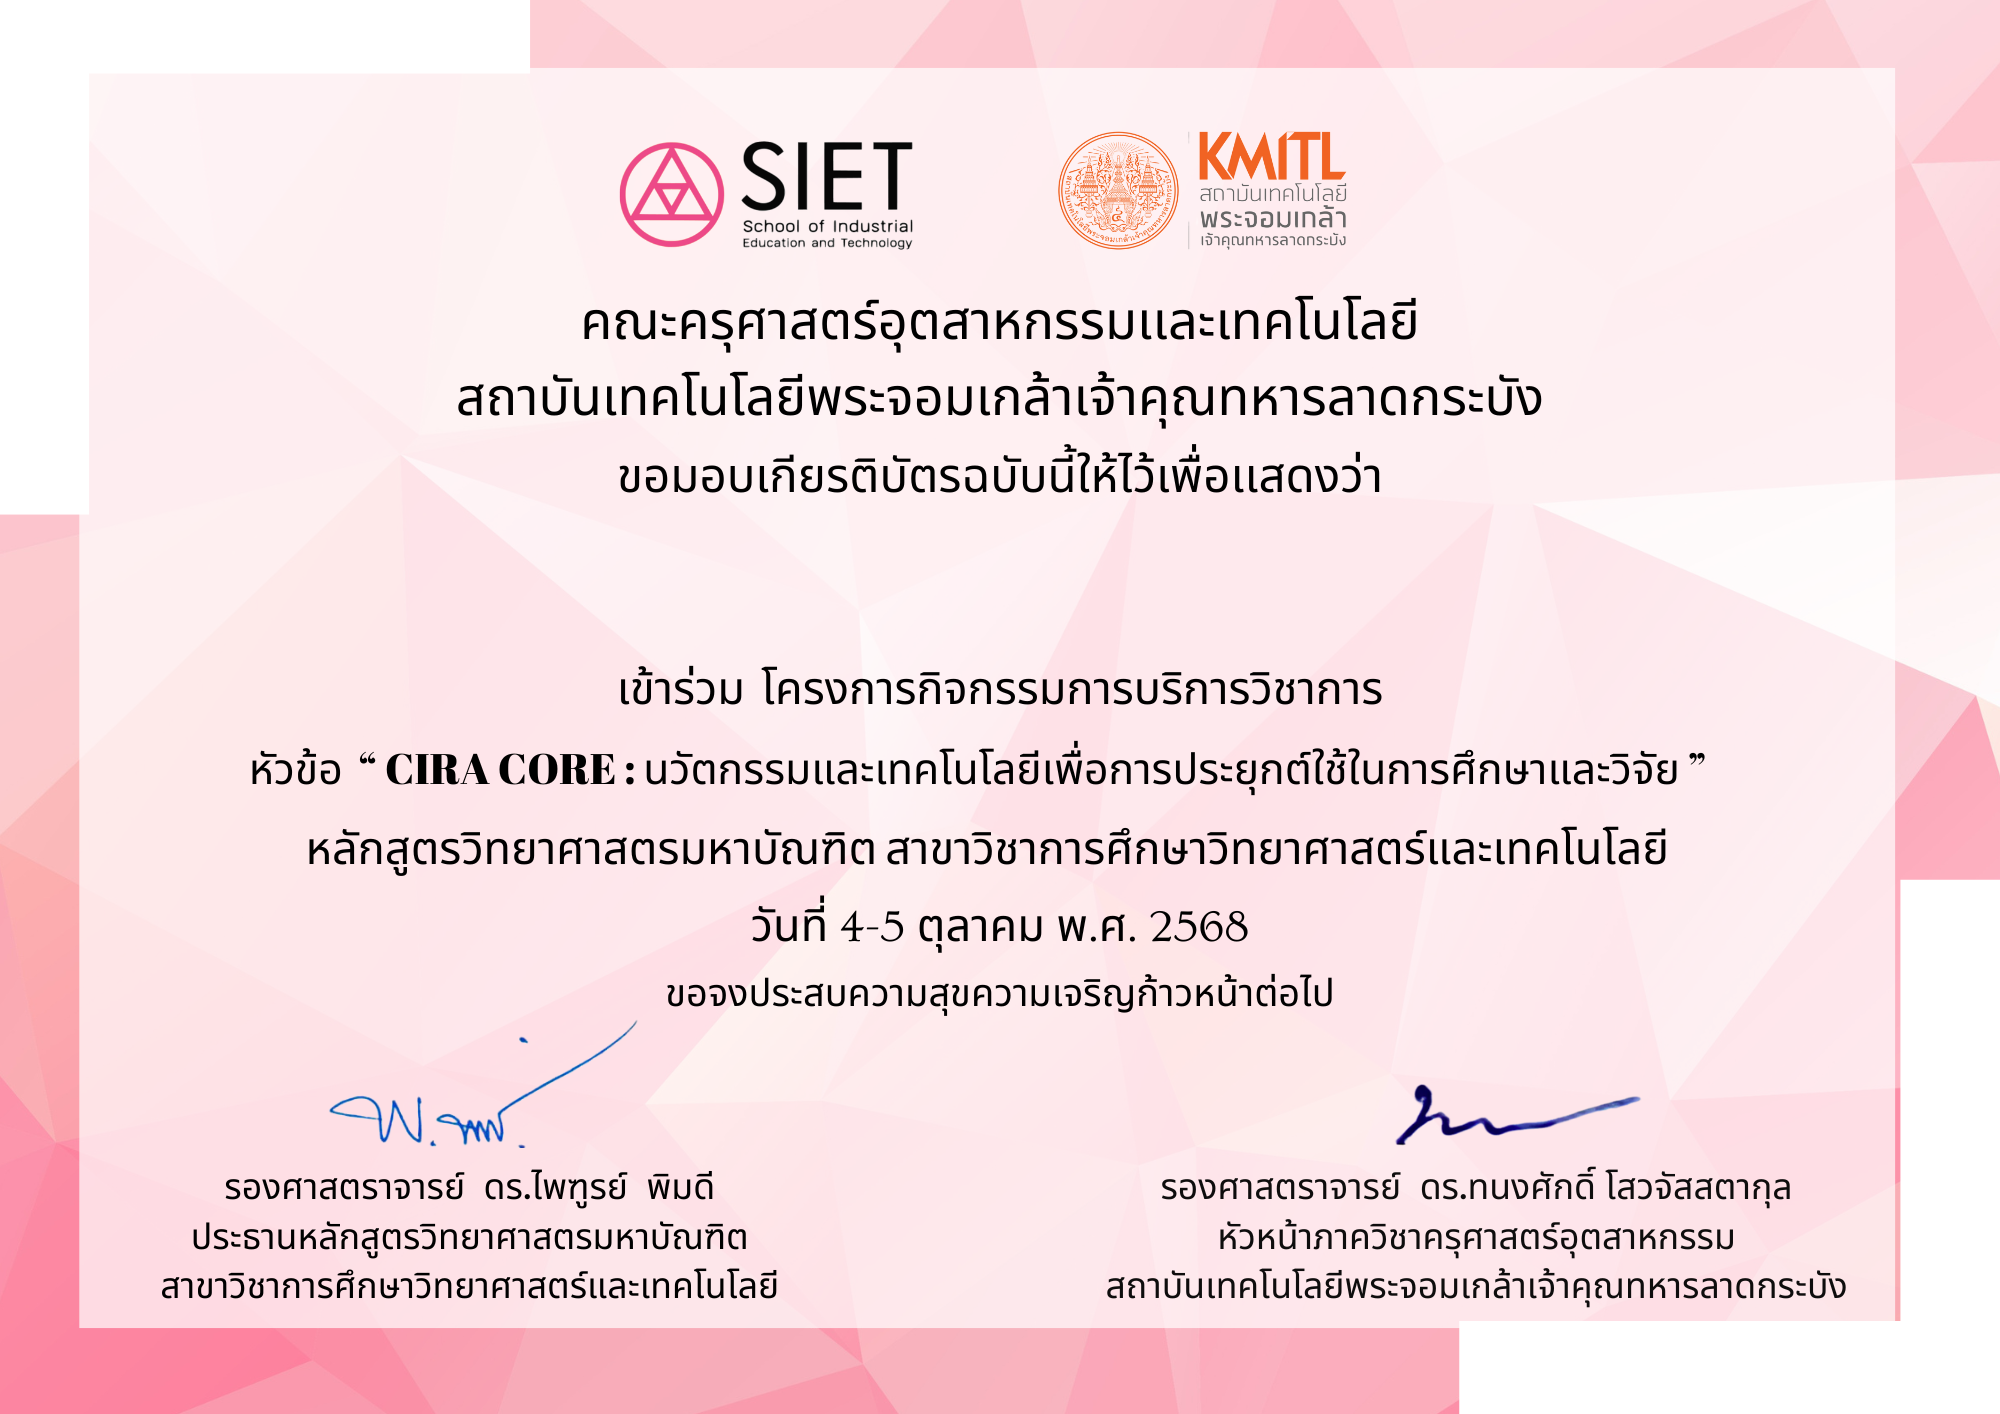 SIET
School of Industrial
Education and Technology
KMITL
สถาบันเทคโนโลยี
พระจอมเกล้า
เจ้าคุณทหารลาดกระบัง
คณะครุศาสตร์อุตสาหกรรมและเทคโนโลยี
สถาบันเทคโนโลยีพระจอมเกล้าเจ้าคุณทหารลาดกระบัง
ขอมอบเกียรติบัตรฉบับนี้ให้ไว้เพื่อแสดงว่า
เข้าร่วม โครงการกิจกรรมการบริการวิชาการ
หัวข้อ “ CIRA CORE : นวัตกรรมและเทคโนโลยีเพื่อการประยุกต์ใช้ในการศึกษาและวิจัย ”
หลักสูตรวิทยาศาสตรมหาบัณฑิต สาขาวิชาการศึกษาวิทยาศาสตร์และเทคโนโลยี
วันที่ 4-5 ตุลาคม พ.ศ. 2568
ขอจงประสบความสุขความเจริญก้าวหน้าต่อไป
รองศาสตราจารย์ ดร.ไพฑูรย์ พิมดี
ประธานหลักสูตรวิทยาศาสตรมหาบัณฑิต
สาขาวิชาการศึกษาวิทยาศาสตร์และเทคโนโลยี
รองศาสตราจารย์ ดร.ทนงศักดิ์ โสวจัสสตากุล
หัวหน้าภาควิชาครุศาสตร์อุตสาหกรรม
สถาบันเทคโนโลยีพระจอมเกล้าเจ้าคุณทหารลาดกระบัง